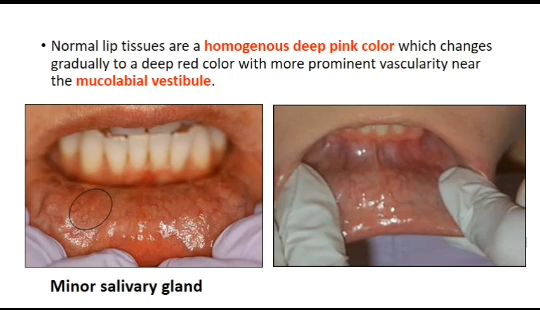 • Normal lip tissues are a homogenous deep pink color which changes
gradually to a deep red color with more prominent vascularity near
the mucolabial vestibule.
Minor salivary gland